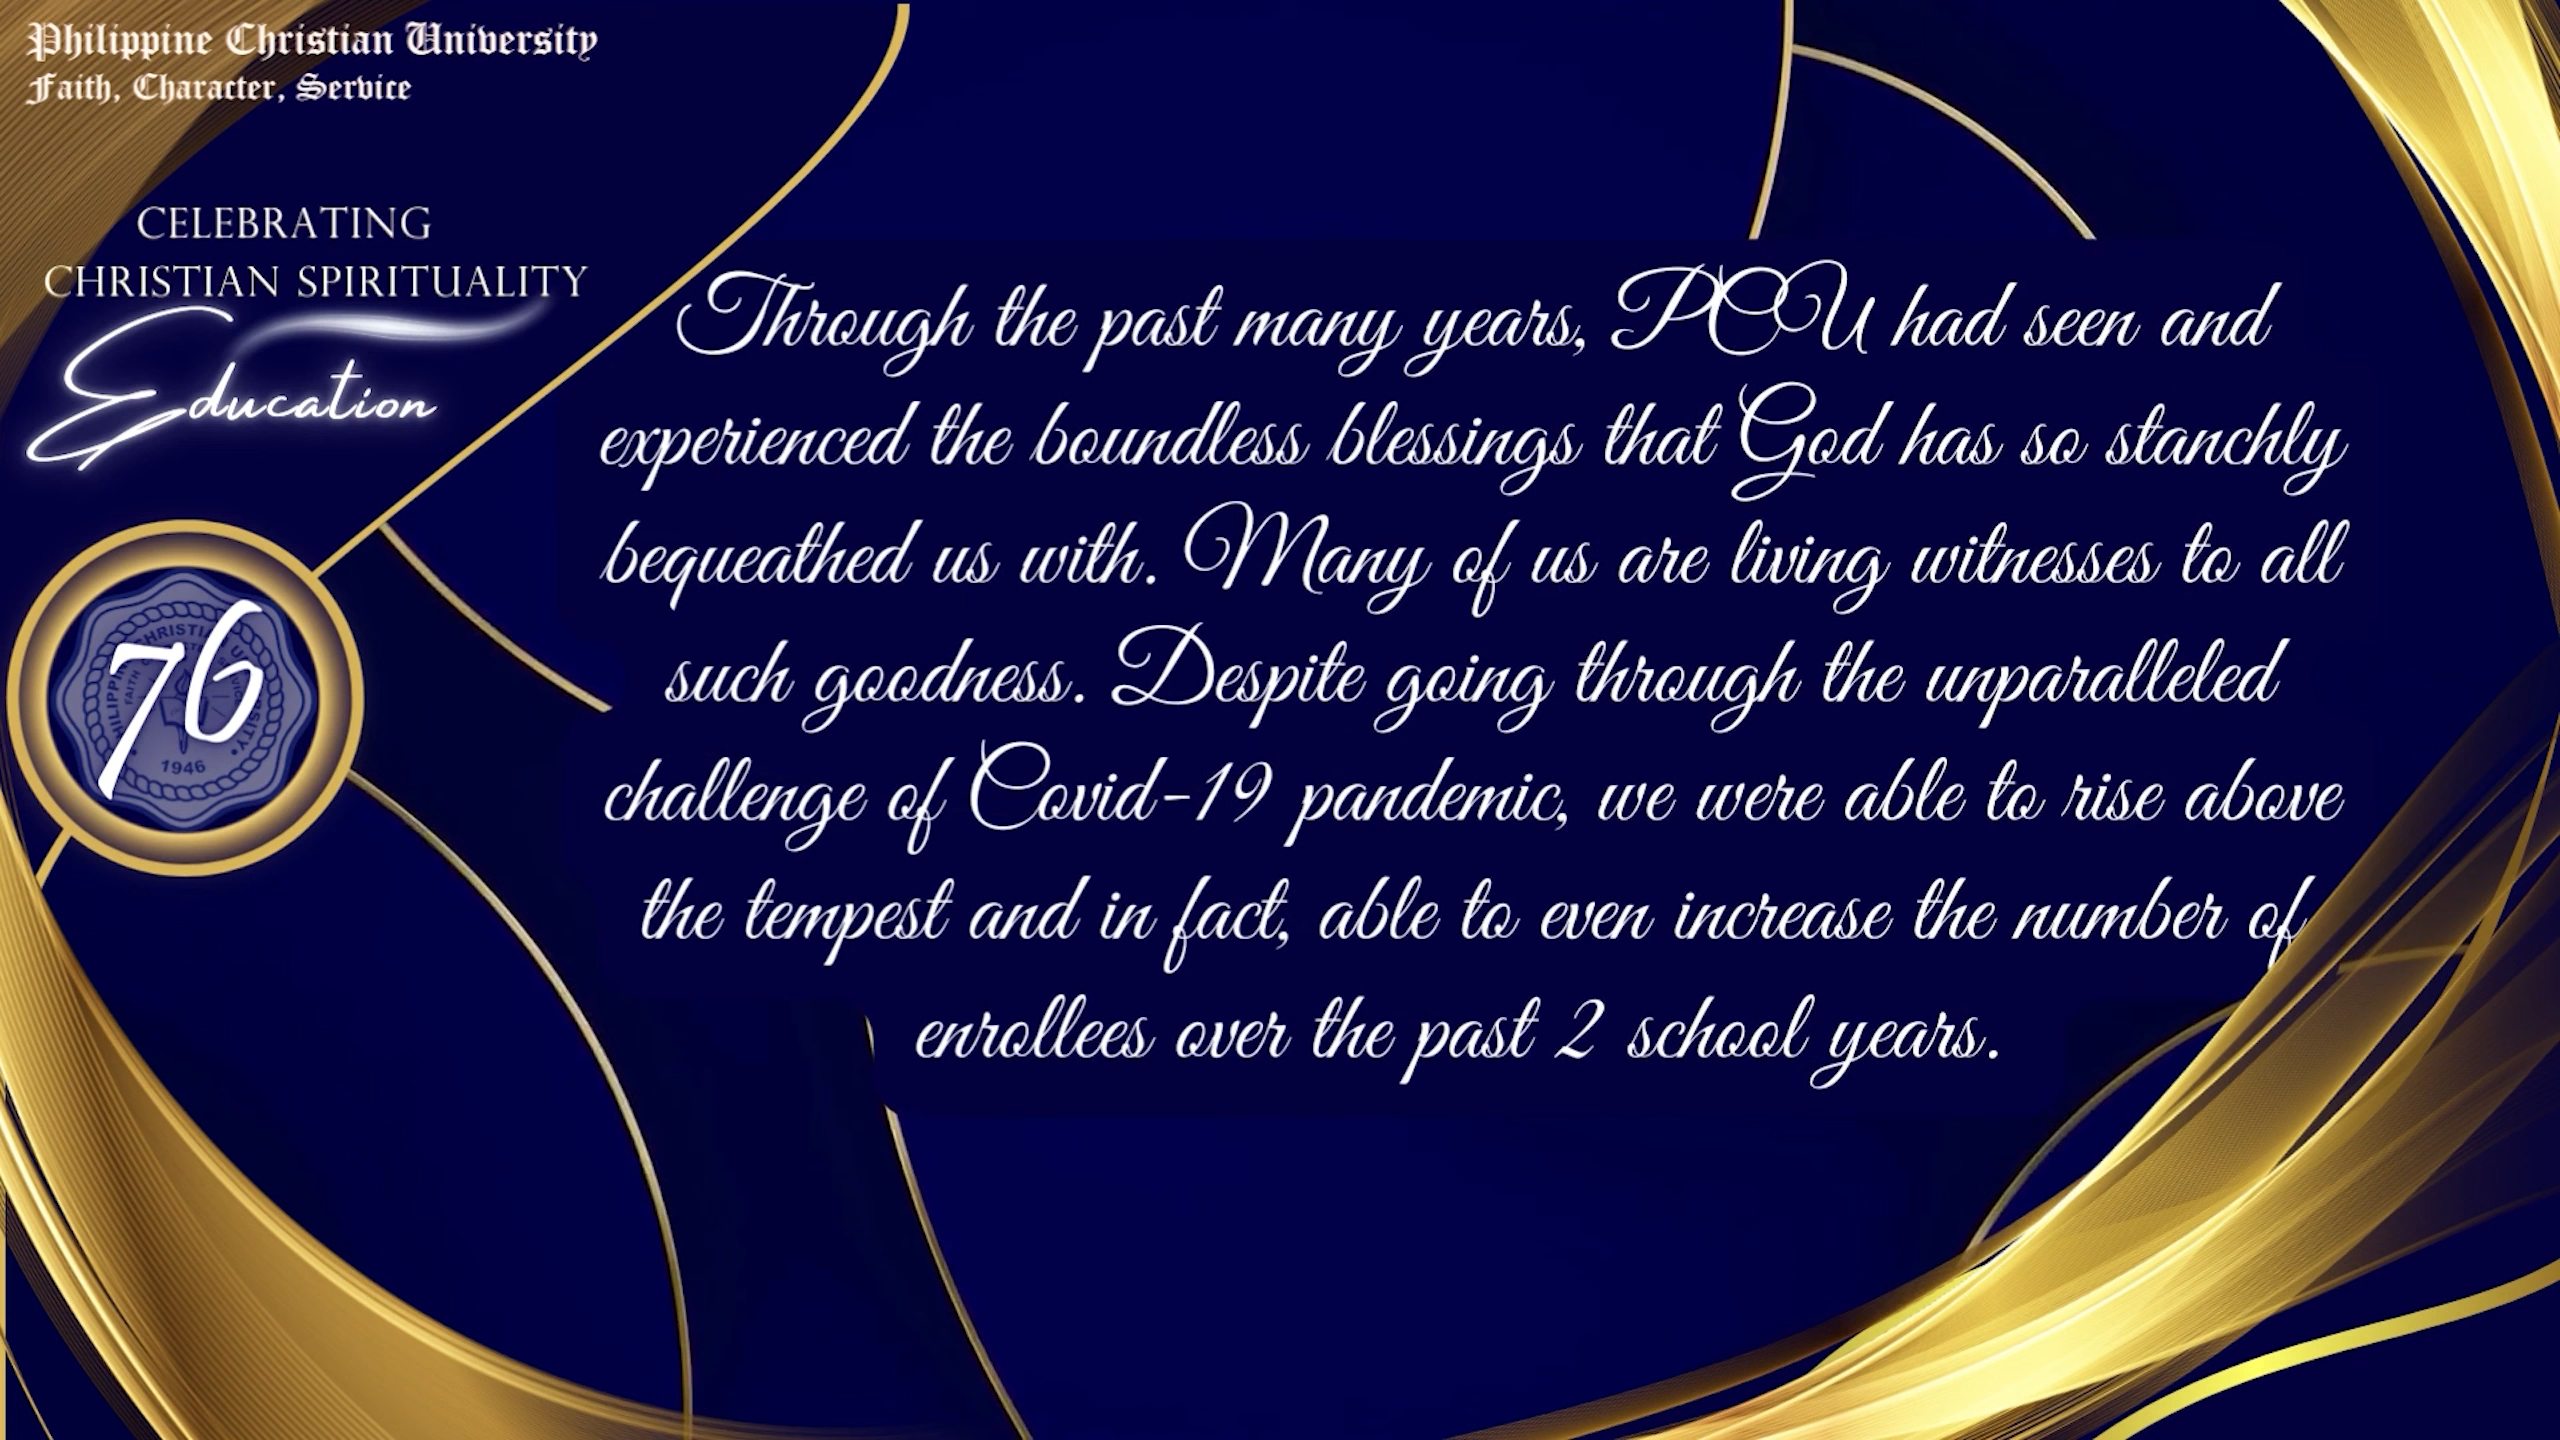 Philippine Christian University
Faith, Character, Service
CELEBRATING
CHRISTIAN SPIRITUALITY
Education
76
1946
Through the past many years, PCU had seen and
experienced the boundless blessings that God has so stanchly
bequeathed us with. Many of us are living witnesses to all
such goodness. Despite going through the unparalleled
challenge of Covid-19 pandemic, we were able to rise above
the tempest and in fact, able to even increase the number of
enrollees over the past 2 school years.